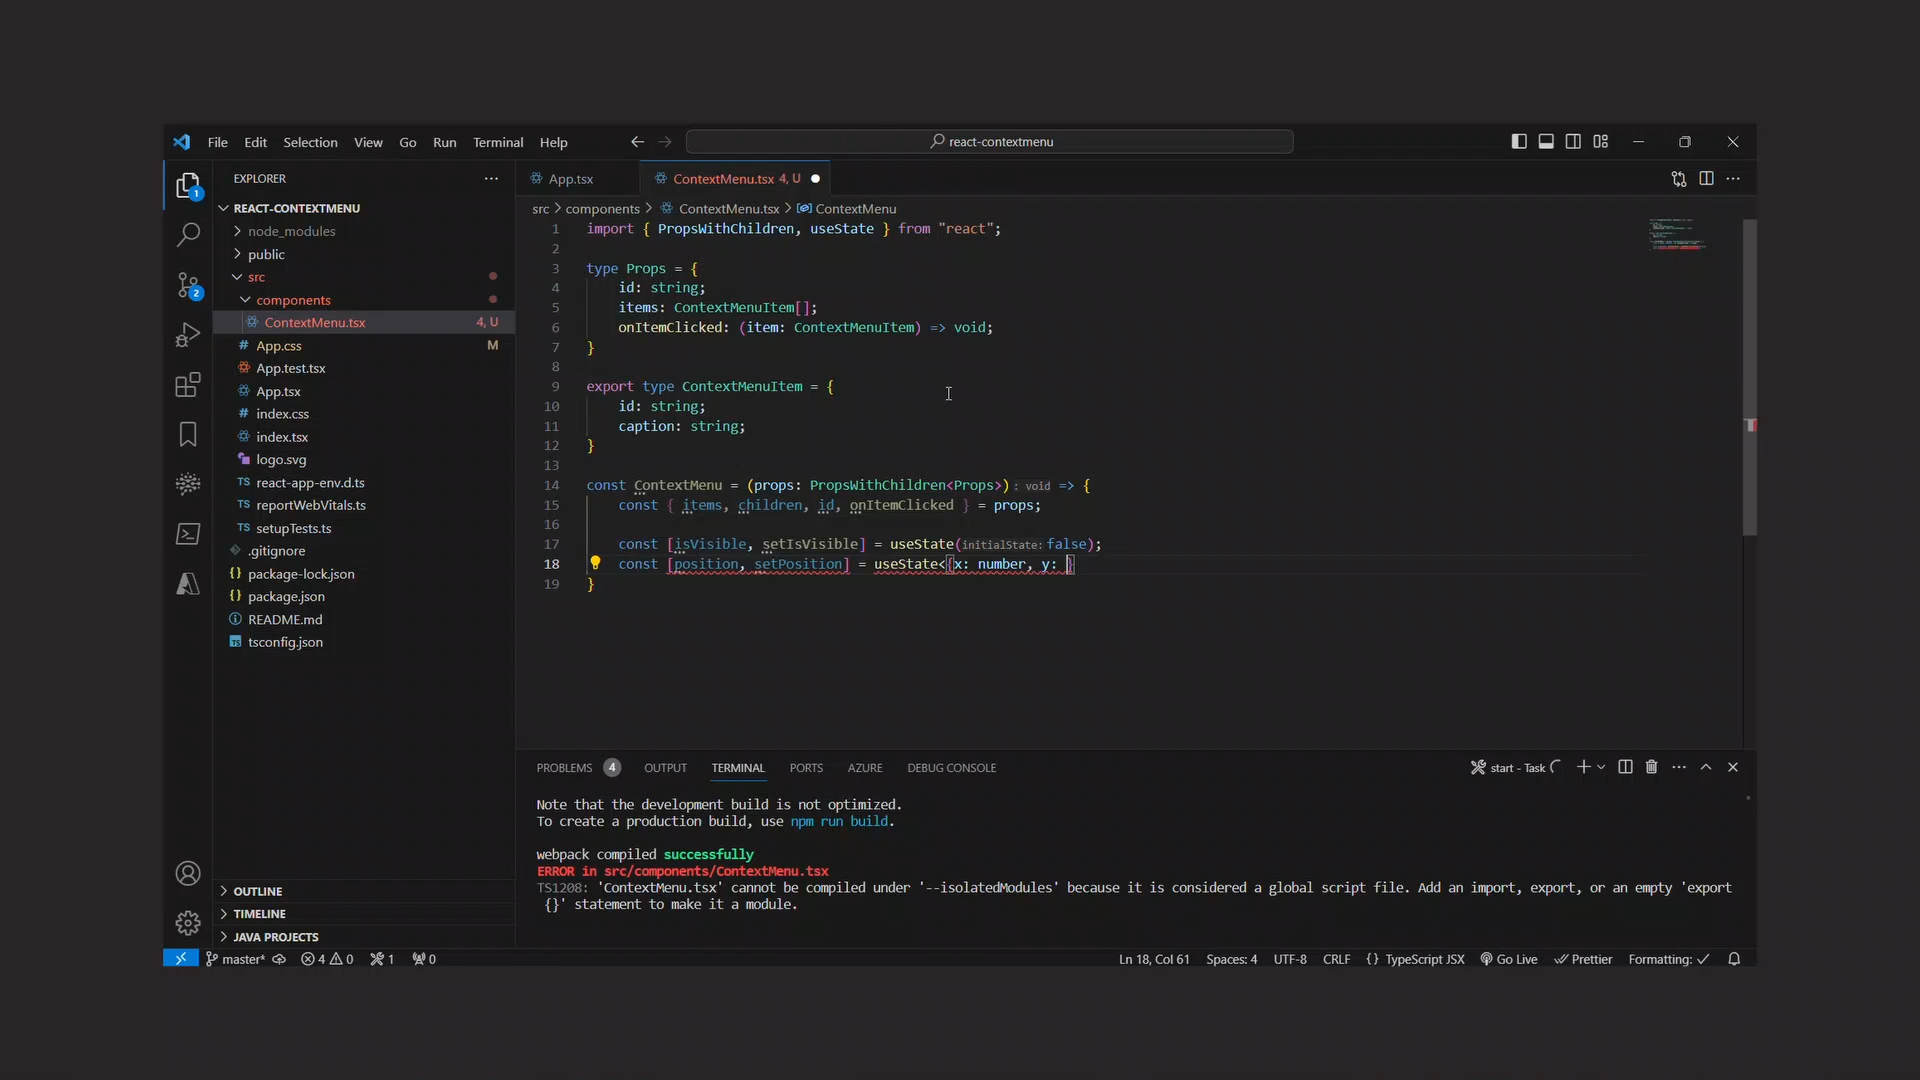 File Edit Selection View Go Run Terminal Help
react-contextmenu
EXPLORER
App.tsx
ContextMenu.tsx 4, U
REACT-CONTEXTMENU
node_modules
public
src
components
ContextMenu.tsx 4, U
App.css M
App.test.tsx
App.tsx
index.css
index.tsx
logo.svg
TS react-app-env.d.ts
TS reportWebVitals.ts
TS setupTests.ts
.gitignore
package-lock.json
package.json
README.md
tsconfig.json
OUTLINE
TIMELINE
JAVA PROJECTS
1
2
src > components > ContextMenu.tsx > ContextMenu
1 import { PropsWithChildren, useState } from "react";
2
3 type Props = {
4 id: string;
5 items: ContextMenuItem[];
6 onItemClicked: (item: ContextMenuItem) => void;
7 }
8
9 export type ContextMenuItem = {
10 id: string;
11 caption: string;
12 }
13
14 const ContextMenu = (props: PropsWithChildren<Props>) : void => {
15 const { items, children, id, onItemClicked } = props;
16
17 const [isVisible, setIsVisible] = useState(initialState: false);
18 const [position, setPosition] = useState<{x: number, y: }
19 }
PROBLEMS 4 OUTPUT TERMINAL PORTS AZURE DEBUG CONSOLE
start - Task
Note that the development build is not optimized.
To create a production build, use npm run build.
webpack compiled successfully
ERROR in src/components/ContextMenu.tsx
TS1208: 'ContextMenu.tsx' cannot be compiled under '--isolatedModules' because it is considered a global script file. Add an import, export, or an empty 'export
{}' statement to make it a module.
master* 4 0 1 0
Ln 18, Col 61 Spaces: 4 UTF-8 CRLF {} TypeScript JSX Go Live Prettier Formatting: ✓